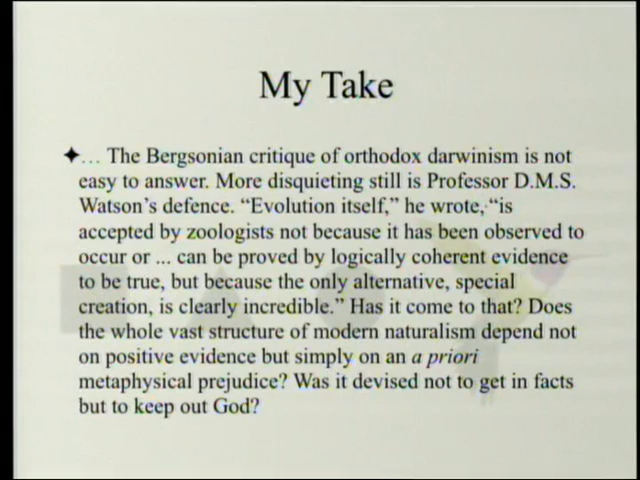 My Take
✦… The Bergsonian critique of orthodox darwinism is not
easy to answer. More disquieting still is Professor D.M.S.
Watson’s defence. “Evolution itself,” he wrote, “is
accepted by zoologists not because it has been observed to
occur or ... can be proved by logically coherent evidence
to be true, but because the only alternative, special
creation, is clearly incredible.” Has it come to that? Does
the whole vast structure of modern naturalism depend not
on positive evidence but simply on an a priori
metaphysical prejudice? Was it devised not to get in facts
but to keep out God?